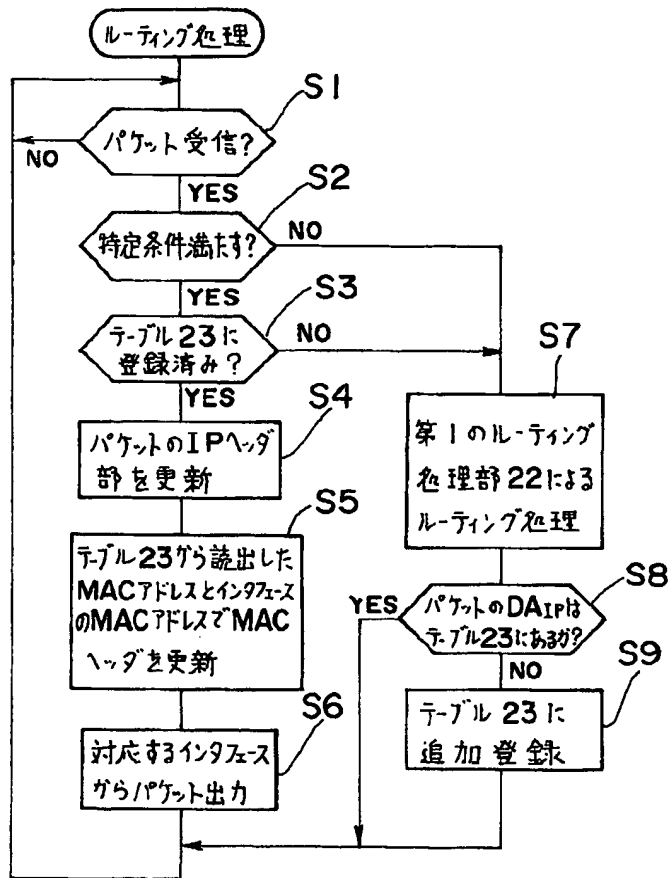 ルーティング処理
S1
パケット受信?
NO
YES
S2
特定条件満たす?
NO
YES
S3
テーブル23に
登録済み?
NO
YES
S4
パケットのIPヘッダ
部を更新
S5
テーブル23から読出した
MACアドレスとインタフェース
のMACアドレスでMAC
ヘッダを更新
S6
対応するインタフェース
からパケット出力
S7
第1のルーティング
処理部22による
ルーティング処理
S8
パケットのDAIPは
テーブル23にあるか?
YES
NO
S9
テーブル23に
追加登録